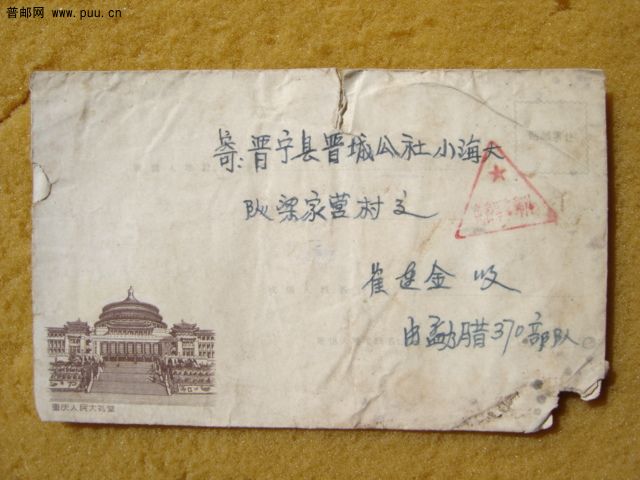 普邮网 www.puu.cn
寄:晋宁县晋城公社小海大
队梁家营村交
崔连金 收
由勐腊370部队
重庆人民大礼堂